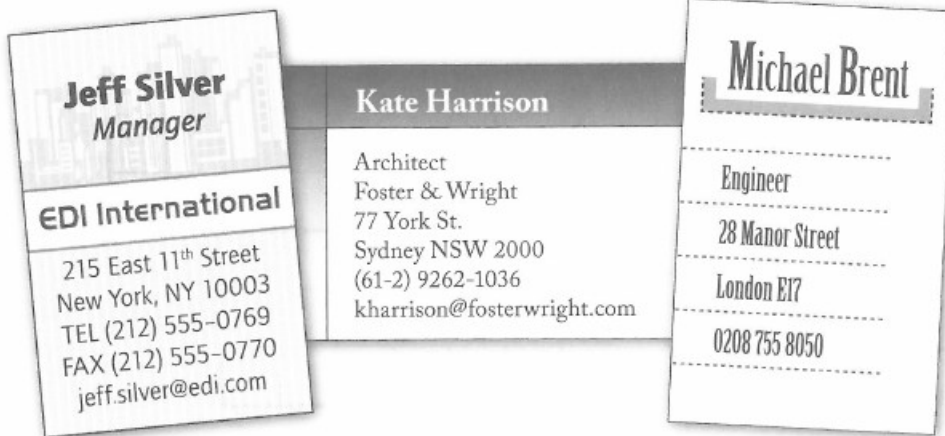 Jeff Silver
Manager
EDI International
215 East 11th Street
New York, NY 10003
TEL (212) 555-0769
FAX (212) 555-0770
jeff.silver@edi.com
Kate Harrison
Architect
Foster & Wright
77 York St.
Sydney NSW 2000
(61-2) 9262-1036
kharrison@fosterwright.com
Michael Brent
Engineer
28 Manor Street
London E17
0208 755 8050